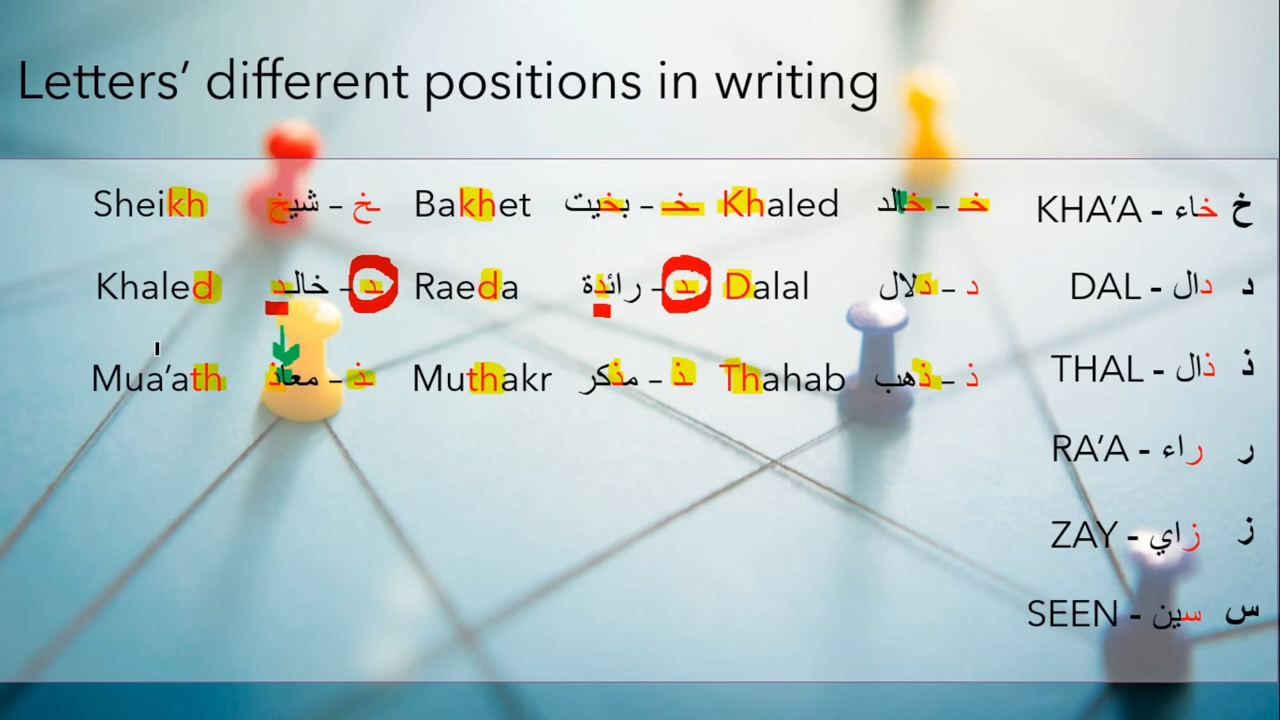 Letters’ different positions in writing
Sheikh شيخ – خ Bakhet بخيت – خـ Khaled خالد – خـ KHA’A - خاء خ
Khaled خالد – ـد Raeda رائدة – ـد Dalal دلال – د DAL - دال د
Mua’ath معاذ – ـذ Muthakr مذكر – ـذ Thahab ذهب – ذ THAL - ذال ذ
RA’A - راء ر
ZAY - زاي ز
SEEN - سين س